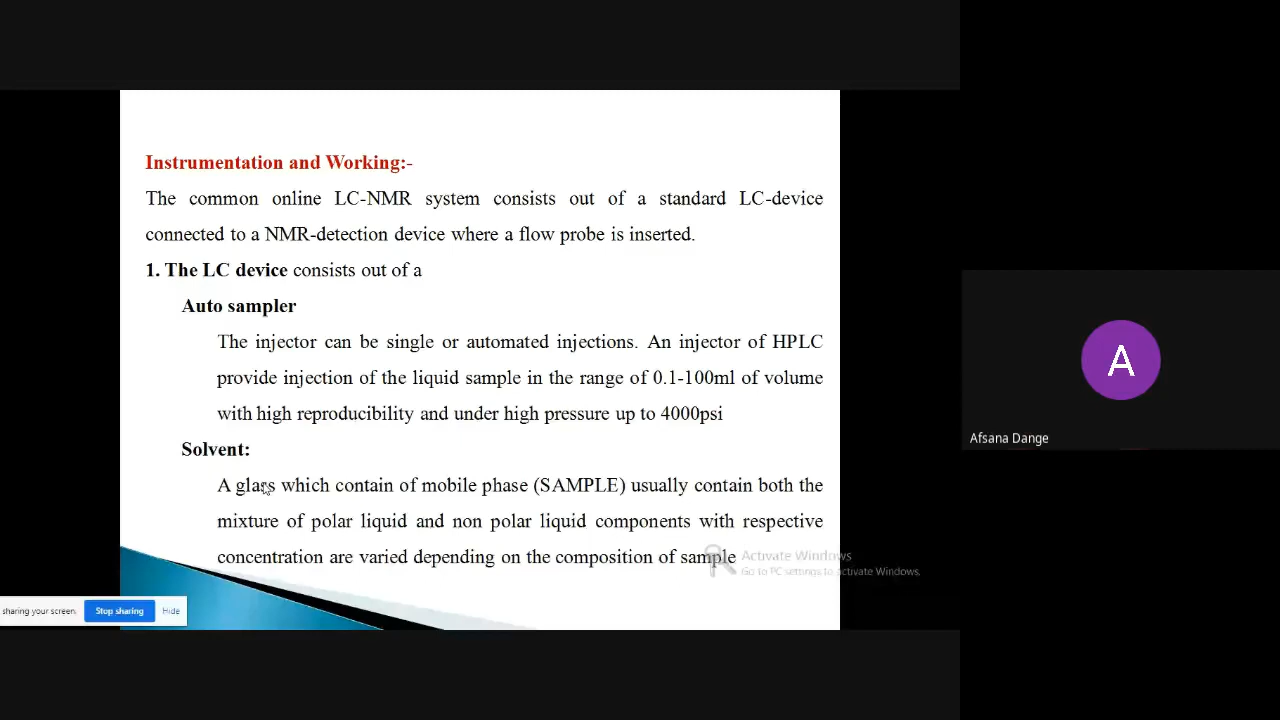 Instrumentation and Working:-
The common online LC-NMR system consists out of a standard LC-device
connected to a NMR-detection device where a flow probe is inserted.
1. The LC device consists out of a
Auto sampler
The injector can be single or automated injections. An injector of HPLC
provide injection of the liquid sample in the range of 0.1-100ml of volume
with high reproducibility and under high pressure up to 4000psi
Solvent:
A glass which contain of mobile phase (SAMPLE) usually contain both the
mixture of polar liquid and non polar liquid components with respective
concentration are varied depending on the composition of sample
Activate Windows
Go to PC settings to activate Windows.
sharing your screen. Stop sharing Hide
A
Afsana Dange